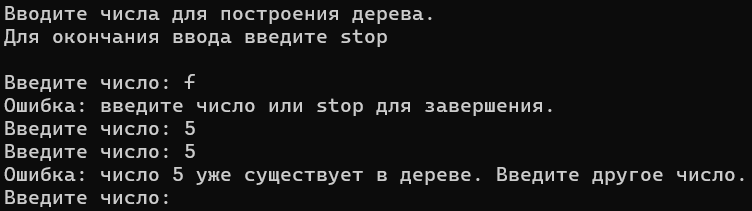 Вводите числа для построения дерева.
Для окончания ввода введите stop
Введите число: f
Ошибка: введите число или stop для завершения.
Введите число: 5
Введите число: 5
Ошибка: число 5 уже существует в дереве. Введите другое число.
Введите число: